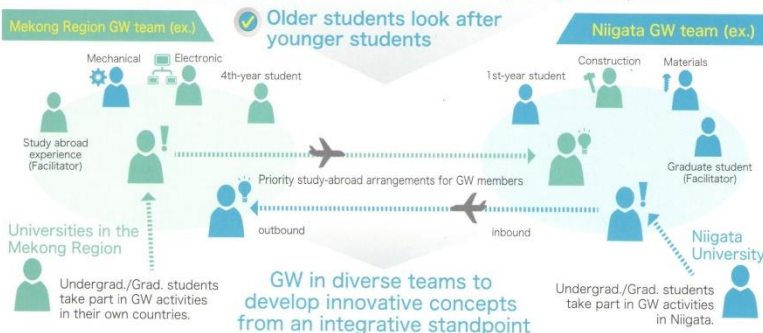 Mekong Region GW team (ex.)
Older students look after
younger students
Niigata GW team (ex.)
Mechanical
Electronic
4th-year student
Study abroad
experience
(Facilitator)
1st-year student
Construction
Materials
Graduate student
(Facilitator)
Priority study-abroad arrangements for GW members
outbound
inbound
Universities in the
Mekong Region
Undergrad./Grad. students
take part in GW activities
in their own countries.
GW in diverse teams to
develop innovative concepts
from an integrative standpoint
Niigata
University
Undergrad./Grad. students
take part in GW activities
in Niigata.